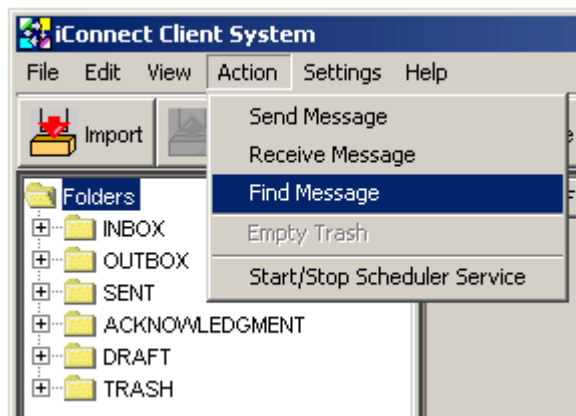 iConnect Client System
File Edit View Action Settings Help
Import
Send Message
Receive Message
Find Message
Empty Trash
Start/Stop Scheduler Service
Folders
INBOX
OUTBOX
SENT
ACKNOWLEDGMENT
DRAFT
TRASH